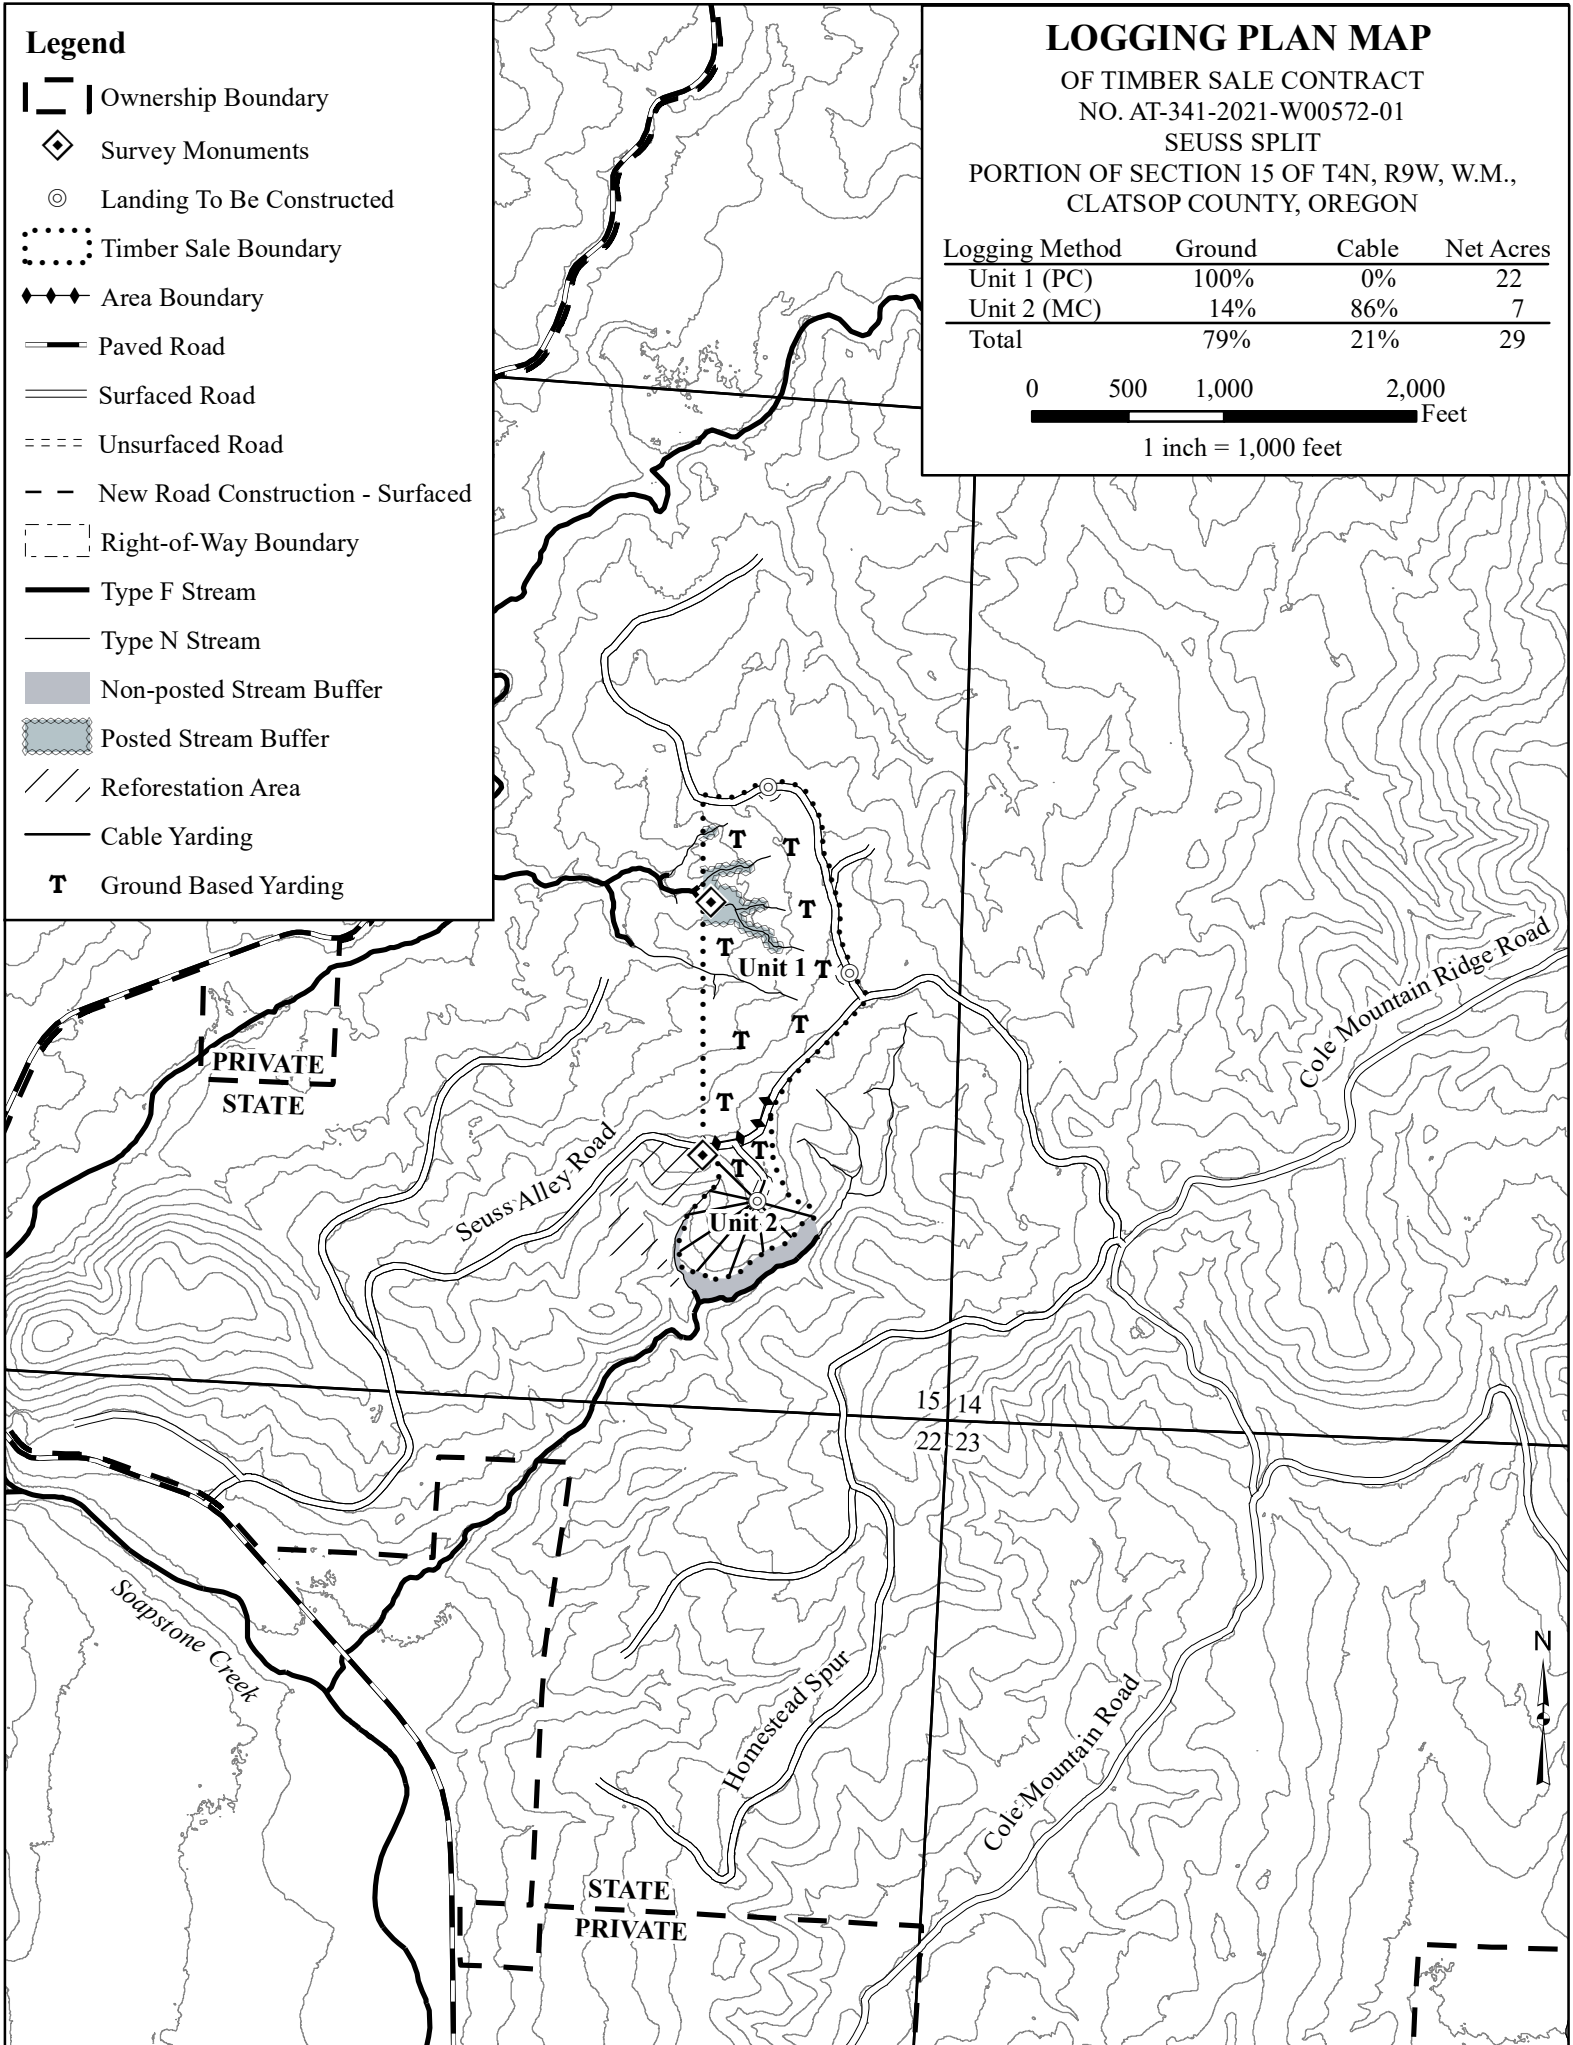 Legend
Ownership Boundary
Survey Monuments
Landing To Be Constructed
Timber Sale Boundary
Area Boundary
Paved Road
Surfaced Road
Unsurfaced Road
New Road Construction - Surfaced
Right-of-Way Boundary
Type F Stream
Type N Stream
Non-posted Stream Buffer
Posted Stream Buffer
Reforestation Area
Cable Yarding
T Ground Based Yarding
LOGGING PLAN MAP
OF TIMBER SALE CONTRACT
NO. AT-341-2021-W00572-01
SEUSS SPLIT
PORTION OF SECTION 15 OF T4N, R9W, W.M.,
CLATSOP COUNTY, OREGON
Logging Method Ground Cable Net Acres
Unit 1 (PC) 100% 0% 22
Unit 2 (MC) 14% 86% 7
Total 79% 21% 29
0 500 1,000 2,000
Feet
1 inch = 1,000 feet
T
T
T
T
Unit 1 T
T
T
T
T
T
Unit 2
PRIVATE
STATE
Seuss Alley Road
Cole Mountain Ridge Road
15 14
22 23
Soapstone Creek
Homestead Spur
Cole Mountain Road
N
STATE
PRIVATE